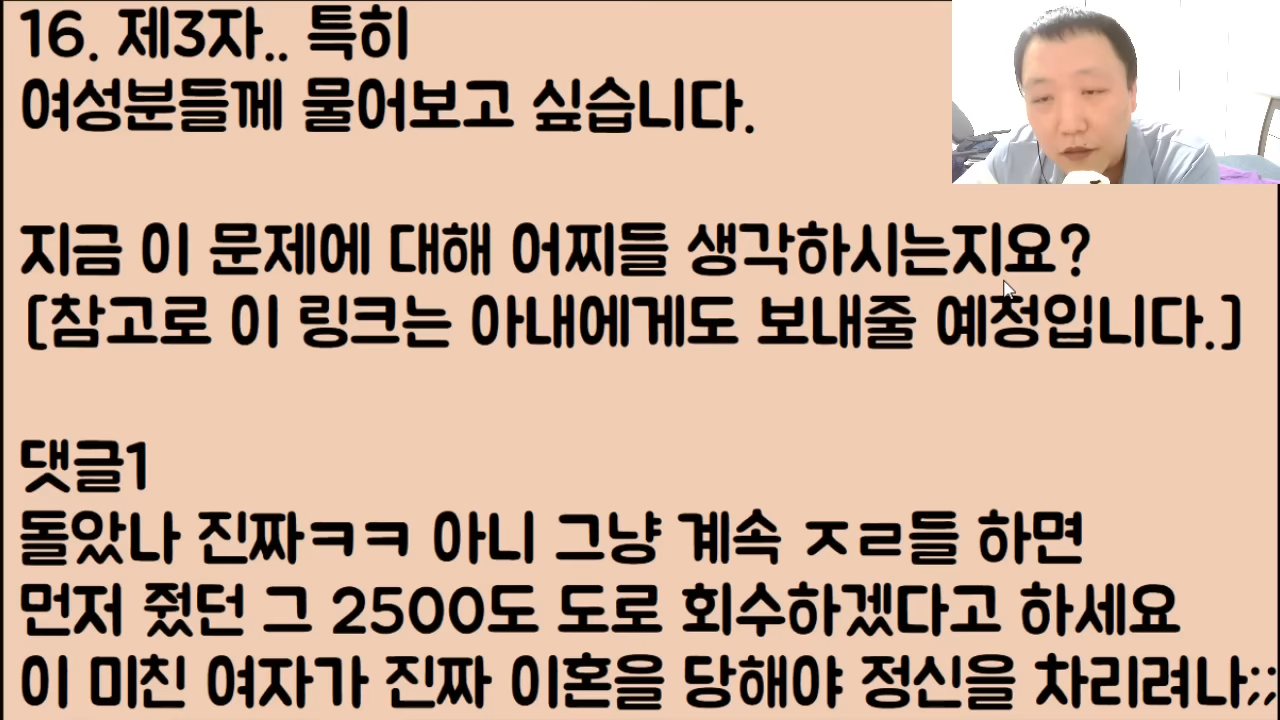 16. 제3자.. 특히
여성분들께 물어보고 싶습니다.
지금 이 문제에 대해 어찌들 생각하시는지요?
[참고로 이 링크는 아내에게도 보내줄 예정입니다.]
댓글1
돌았나 진짜ㅋㅋ 아니 그냥 계속 ㅈㄹ들 하면
먼저 줬던 그 2500도 도로 회수하겠다고 하세요
이 미친 여자가 진짜 이혼을 당해야 정신을 차리려나;;